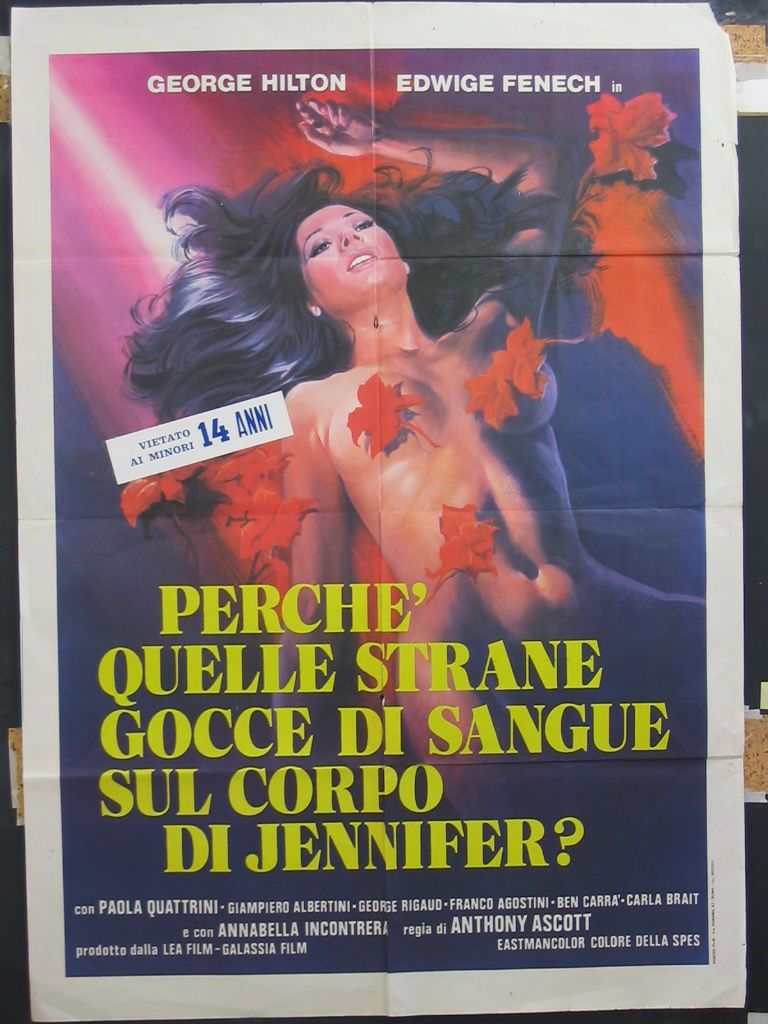 GEORGE HILTON EDWIGE FENECH in
VIETATO
AI MINORI 14 ANNI
PERCHE'
QUELLE STRANE
GOCCE DI SANGUE
SUL CORPO
DI JENNIFER?
con PAOLA QUATTRINI - GIAMPIERO ALBERTINI - GEORGE RIGAUD - FRANCO AGOSTINI - BEN CARRA' - CARLA BRAIT
e con ANNABELLA INCONTRERA regia di ANTHONY ASCOTT
prodotto dalla LEA FILM - GALASSIA FILM EASTMANCOLOR COLORE DELLA SPES